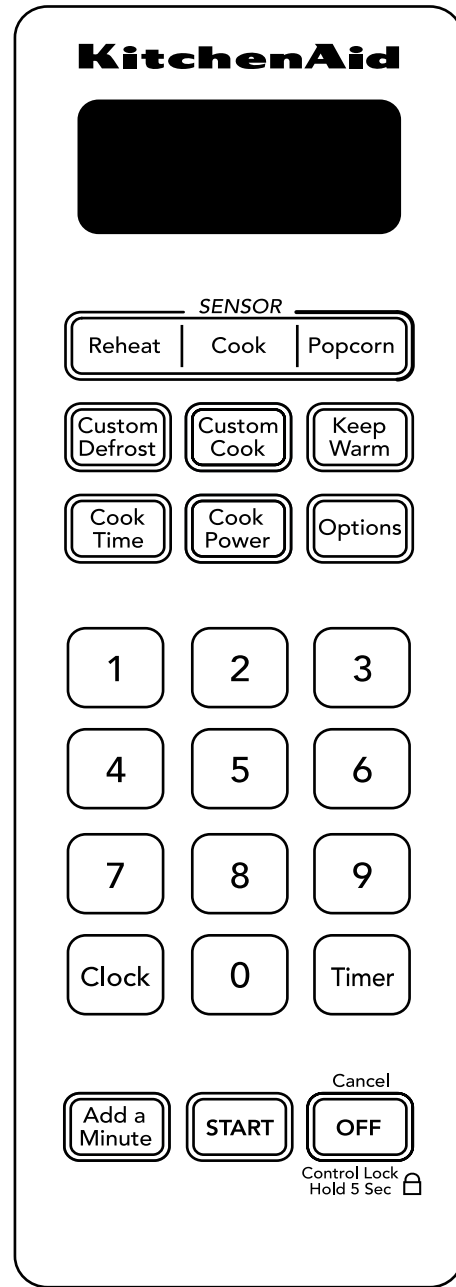 KitchenAid
SENSOR
Reheat Cook Popcorn
Custom Defrost
Custom Cook
Keep Warm
Cook Time
Cook Power
Options
1 2 3
4 5 6
7 8 9
Clock 0 Timer
Cancel
Add a Minute
START
OFF
Control Lock
Hold 5 Sec